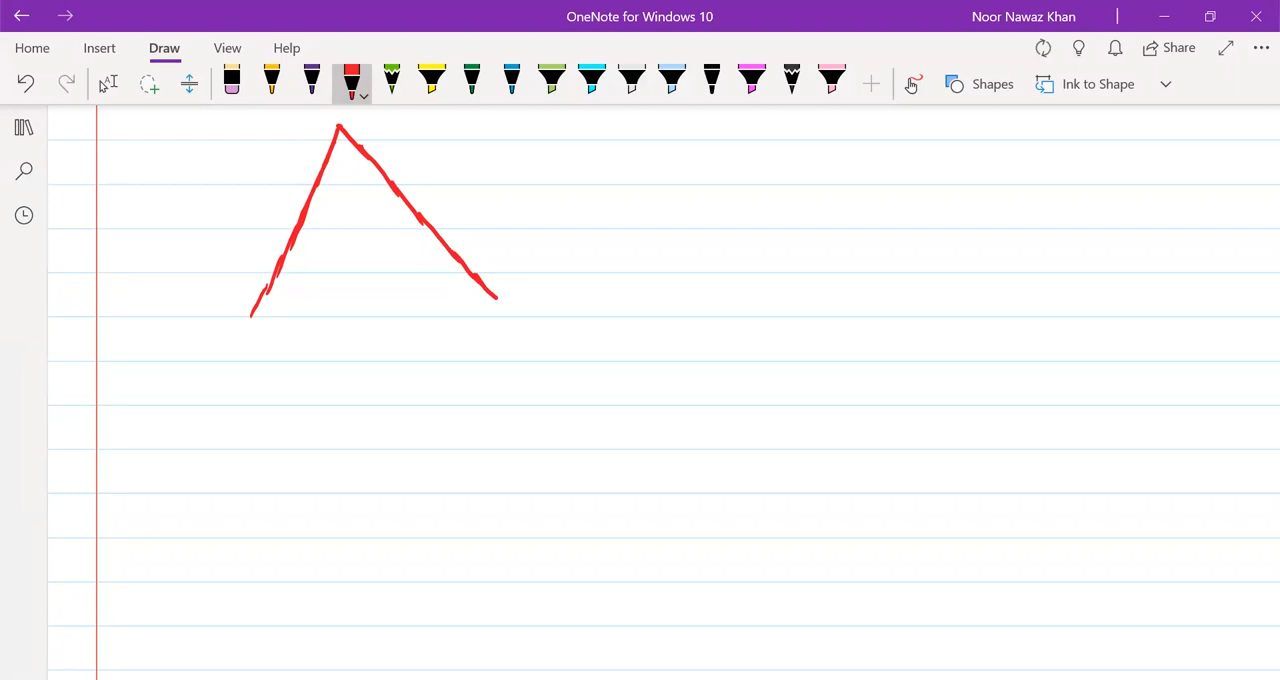 OneNote for Windows 10
Noor Nawaz Khan
Home Insert Draw View Help
Share
Shapes
Ink to Shape